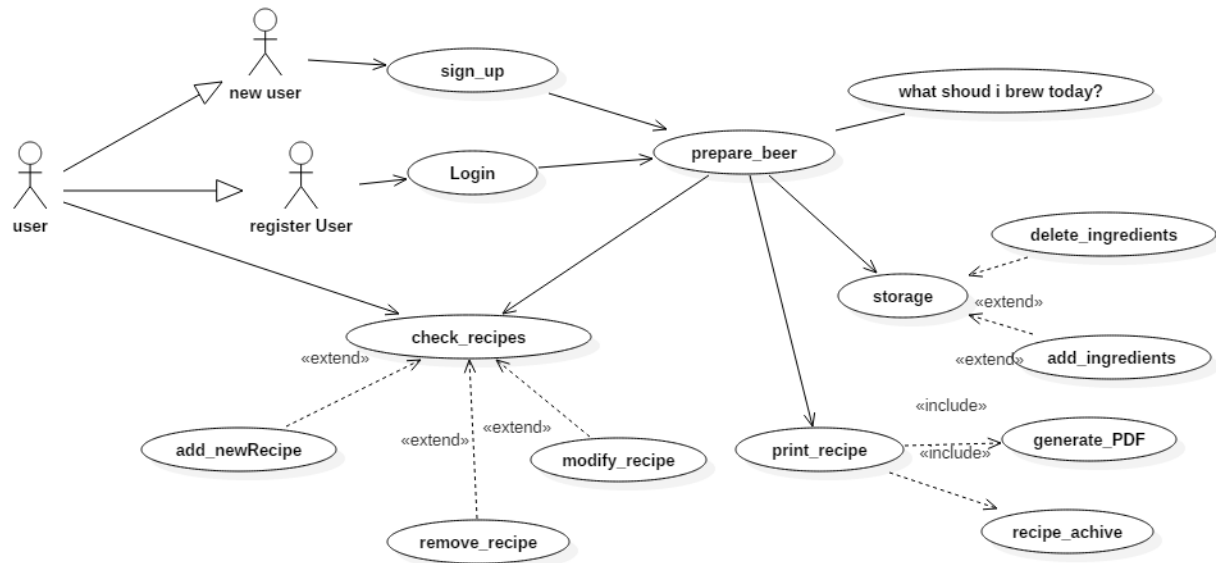 new user
sign_up
what shoud i brew today?
prepare_beer
Login
user
register User
delete_ingredients
storage
«extend»
check_recipes
«extend»
«extend»
add_ingredients
«include»
add_newRecipe
«extend»
«extend»
modify_recipe
print_recipe
«include»
generate_PDF
remove_recipe
recipe_achive